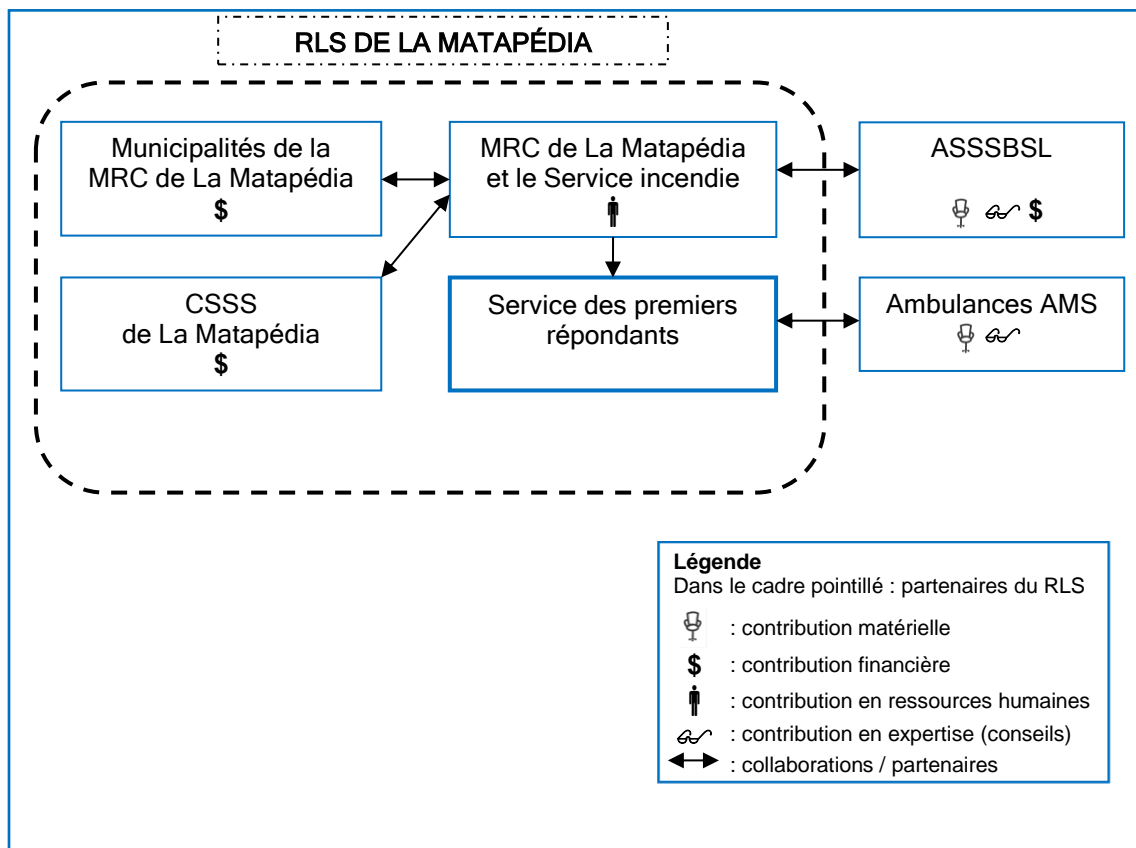 RLS DE LA MATAPÉDIA
Municipalités de la
MRC de La Matapédia
$
MRC de La Matapédia
et le Service incendie
ASSSBSL
$
CSSS
de La Matapédia
$
Service des premiers
répondants
Ambulances AMS
Légende
Dans le cadre pointillé : partenaires du RLS
: contribution matérielle
$ : contribution financière
: contribution en ressources humaines
: contribution en expertise (conseils)
: collaborations / partenaires